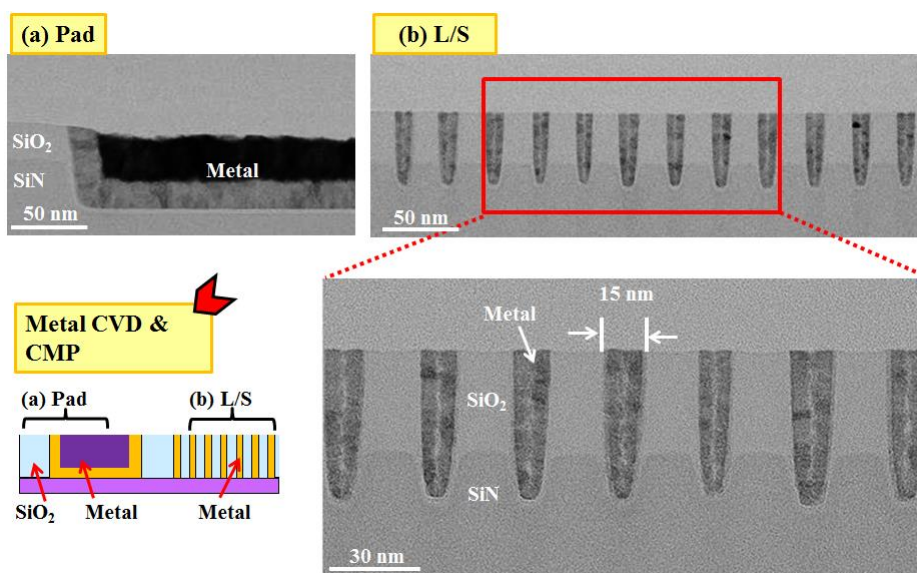 (a) Pad
(b) L/S
SiO2
Metal
SiN
50 nm
50 nm
Metal CVD &
CMP
15 nm
Metal
SiO2
SiN
30 nm
(a) Pad
(b) L/S
SiO2
Metal
Metal